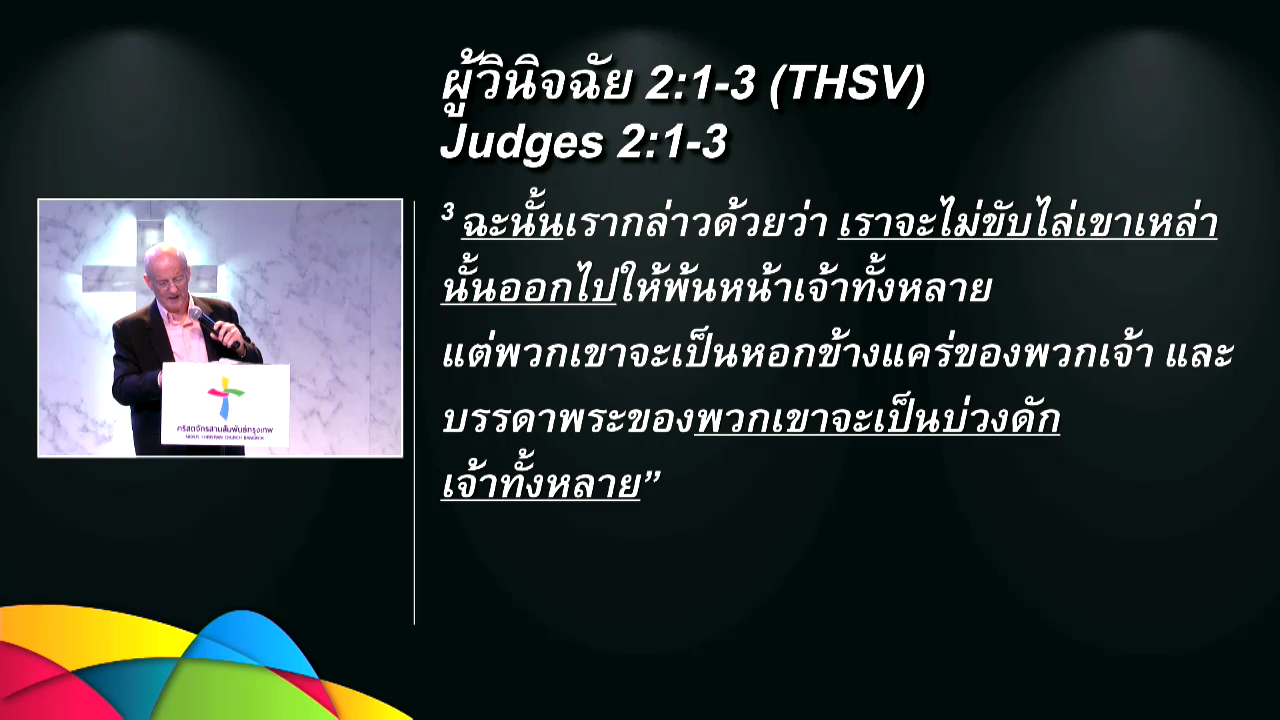 ผู้วินิจฉัย 2:1-3 (THSV)
Judges 2:1-3
3 ฉะนั้นเรากล่าวด้วยว่า เราจะไม่ขับไล่เขาเหล่า
นั้นออกไปให้พ้นหน้าเจ้าทั้งหลาย
แต่พวกเขาจะเป็นหอกข้างแคร่ของพวกเจ้า และ
บรรดาพระของพวกเขาจะเป็นบ่วงดัก
เจ้าทั้งหลาย”
คริสตจักรสานสัมพันธ์กรุงเทพ
NEXUS CHRISTIAN CHURCH BANGKOK